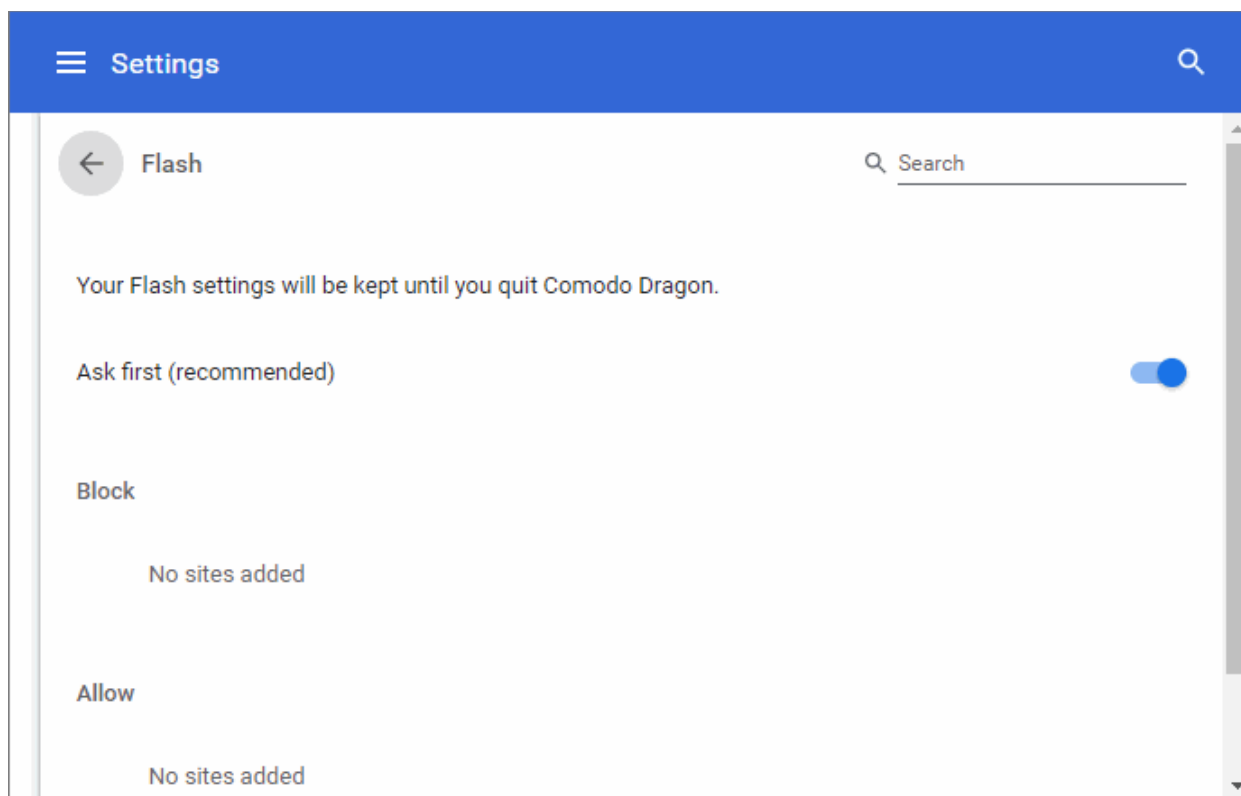 Settings
Flash
Search
Your Flash settings will be kept until you quit Comodo Dragon.
Ask first (recommended)
Block
No sites added
Allow
No sites added